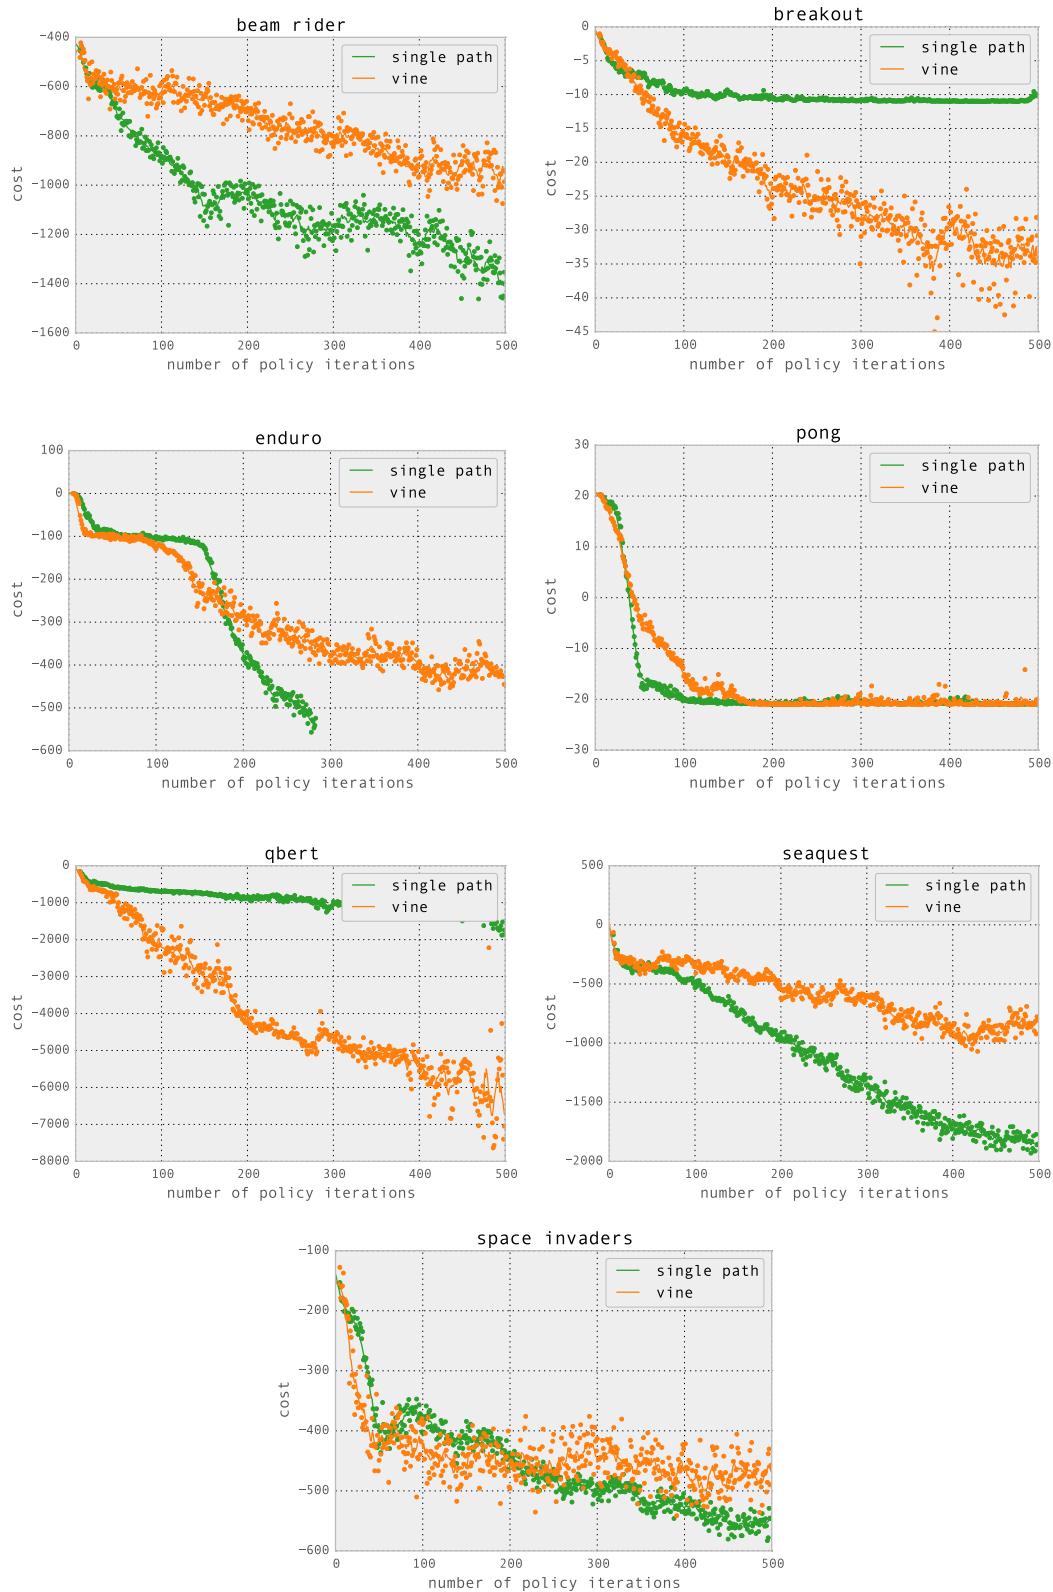 beam rider
−400
−600
−800
−1000
−1200
−1400
−1600
cost
single path
vine
0 100 200 300 400 500
number of policy iterations
breakout
0
−5
−10
−15
−20
−25
−30
−35
−40
−45
cost
single path
vine
0 100 200 300 400 500
number of policy iterations
enduro
100
0
−100
−200
−300
−400
−500
−600
cost
single path
vine
0 100 200 300 400 500
number of policy iterations
pong
30
20
10
0
−10
−20
−30
cost
single path
vine
0 100 200 300 400 500
number of policy iterations
qbert
0
−1000
−2000
−3000
−4000
−5000
−6000
−7000
−8000
cost
single path
vine
0 100 200 300 400 500
number of policy iterations
seaquest
500
0
−500
−1000
−1500
−2000
cost
single path
vine
0 100 200 300 400 500
number of policy iterations
space invaders
−100
−200
−300
−400
−500
−600
cost
single path
vine
0 100 200 300 400 500
number of policy iterations